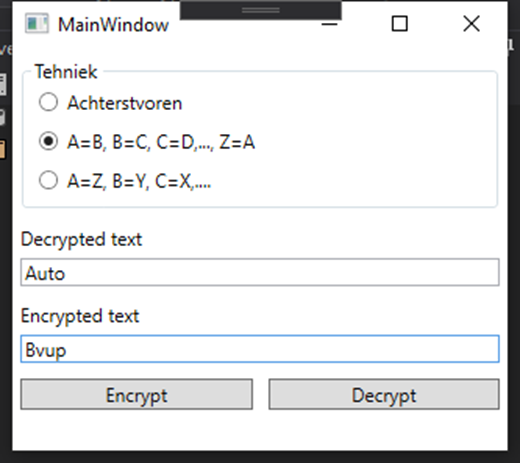 MainWindow
Tehniek
Achterstvoren
A=B, B=C, C=D,..., Z=A
A=Z, B=Y, C=X,....
Decrypted text
Auto
Encrypted text
Bvup
Encrypt Decrypt